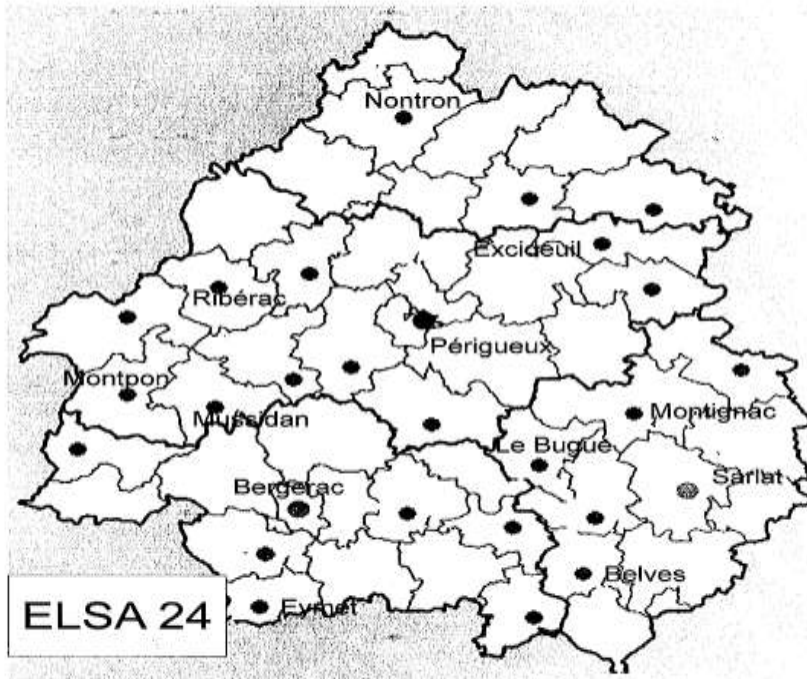 Nontron
Excideuil
Ribérac
Périgueux
Montpon
Mussidan
Montignac
Le Bugue
Bergerac
Sarlat
Belves
Eymet
ELSA 24